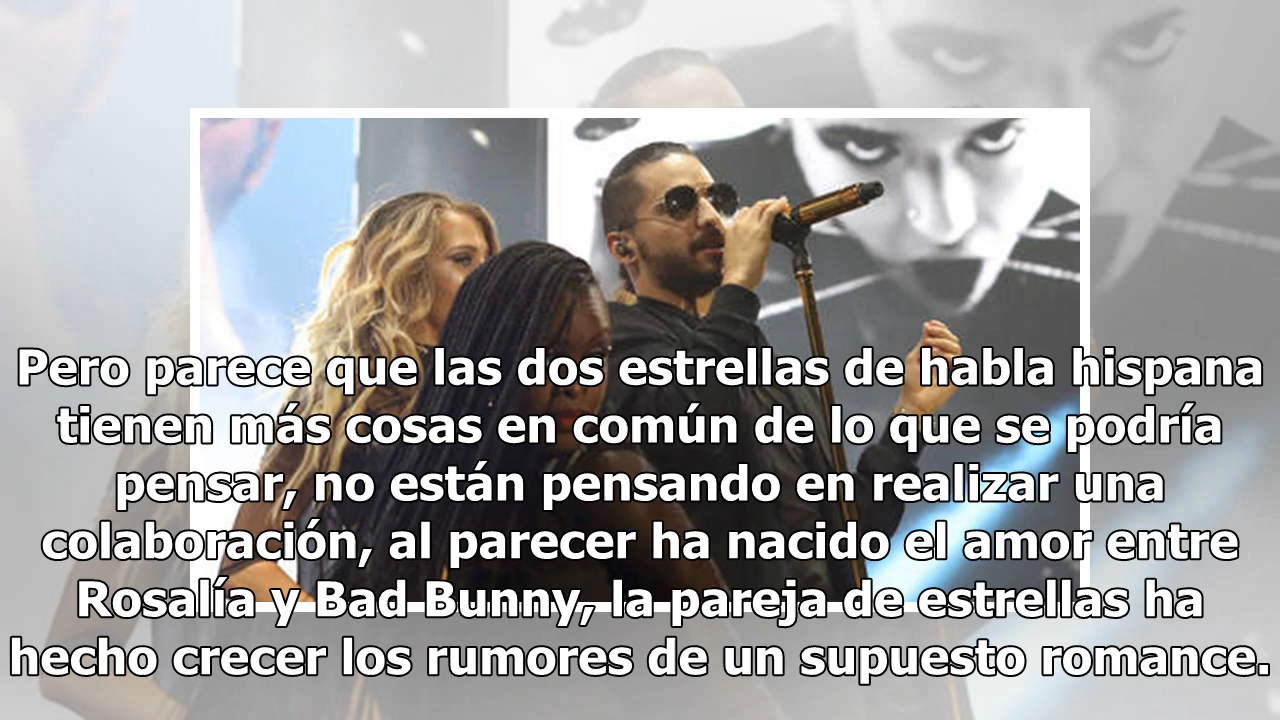 Pero parece que las dos estrellas de habla hispana
tienen más cosas en común de lo que se podría
pensar, no están pensando en realizar una
colaboración, al parecer ha nacido el amor entre
Rosalía y Bad Bunny, la pareja de estrellas ha
hecho crecer los rumores de un supuesto romance.